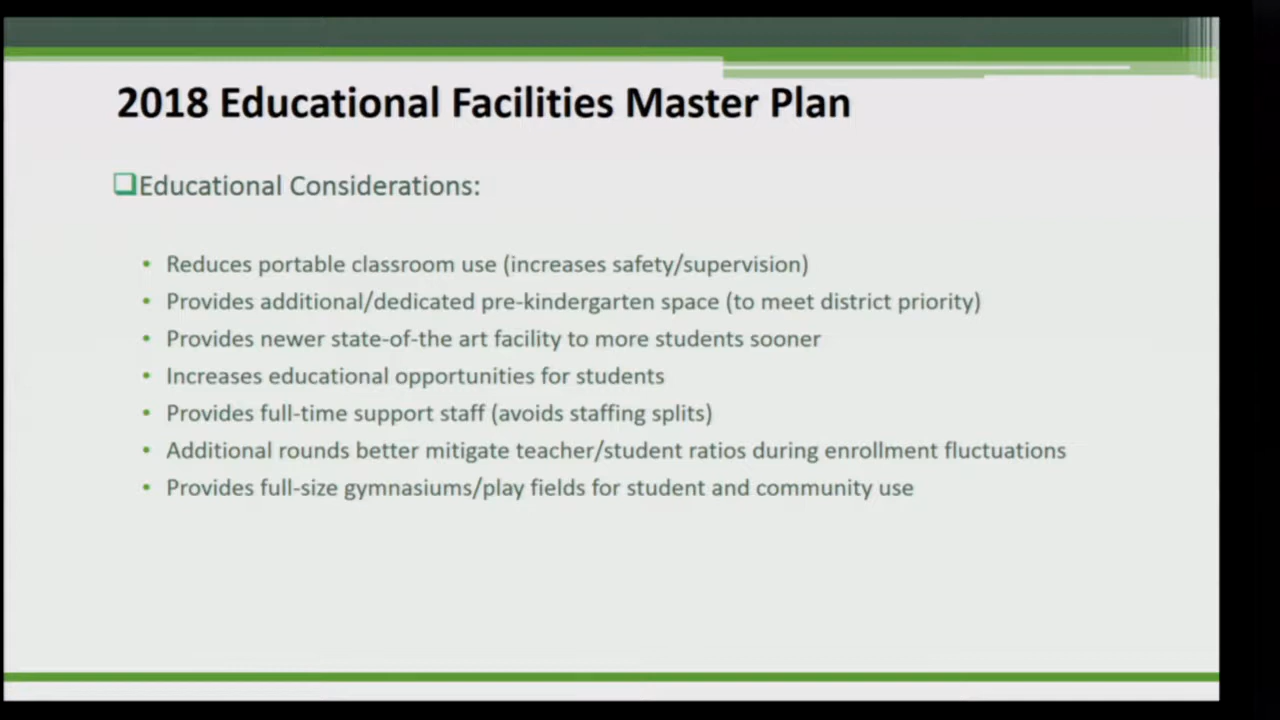 2018 Educational Facilities Master Plan
Educational Considerations:
• Reduces portable classroom use (increases safety/supervision)
• Provides additional/dedicated pre-kindergarten space (to meet district priority)
• Provides newer state-of-the art facility to more students sooner
• Increases educational opportunities for students
• Provides full-time support staff (avoids staffing splits)
• Additional rounds better mitigate teacher/student ratios during enrollment fluctuations
• Provides full-size gymnasiums/play fields for student and community use